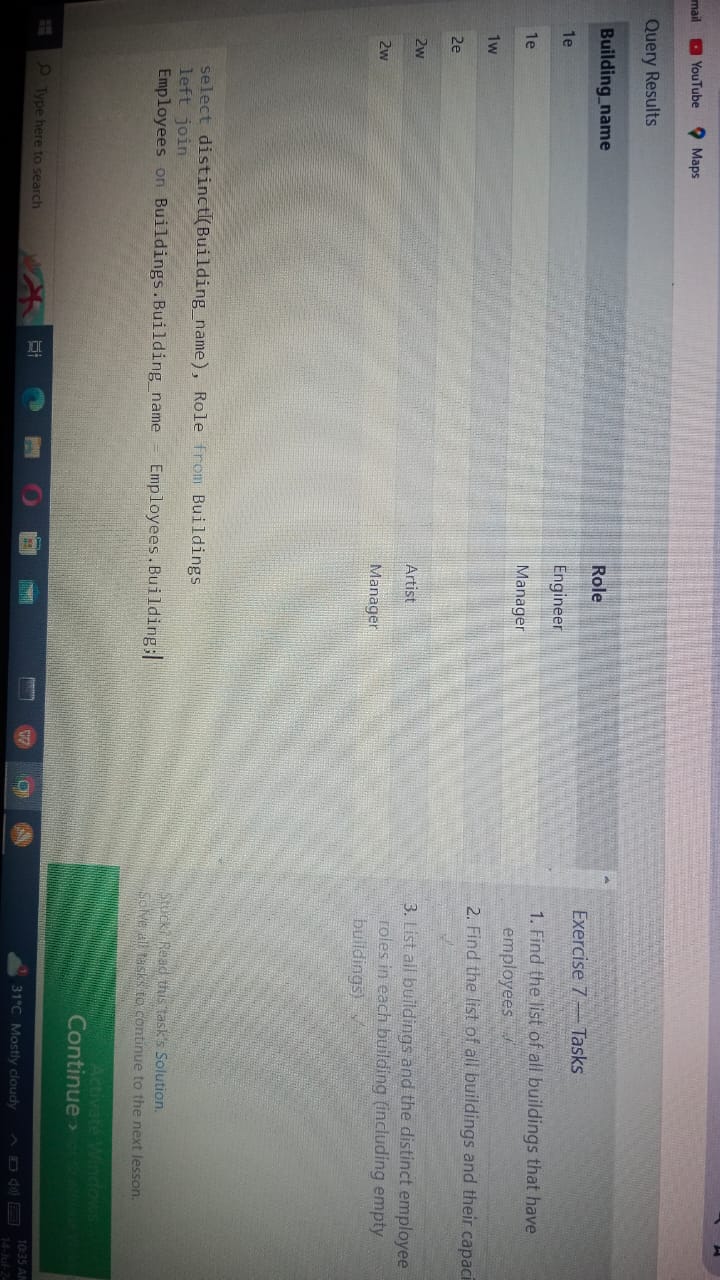 YouTube
Maps
Query Results
Building_name Role
1e Engineer
1e Manager
1w
2e
2w Artist
2w Manager
select distinct(Building_name), Role from Buildings
left join
Employees on Buildings.Building_name = Employees.Building;
Exercise 7 — Tasks
1. Find the list of all buildings that have
employees ✓
2. Find the list of all buildings and their capaci
✓
3. List all buildings and the distinct employee
roles in each building (including empty
buildings) ✓
Stuck? Read this task's Solution.
Solve all tasks to continue to the next lesson.
Activate Windows
Continue >
Type here to search
31°C Mostly cloudy
10:35 AM